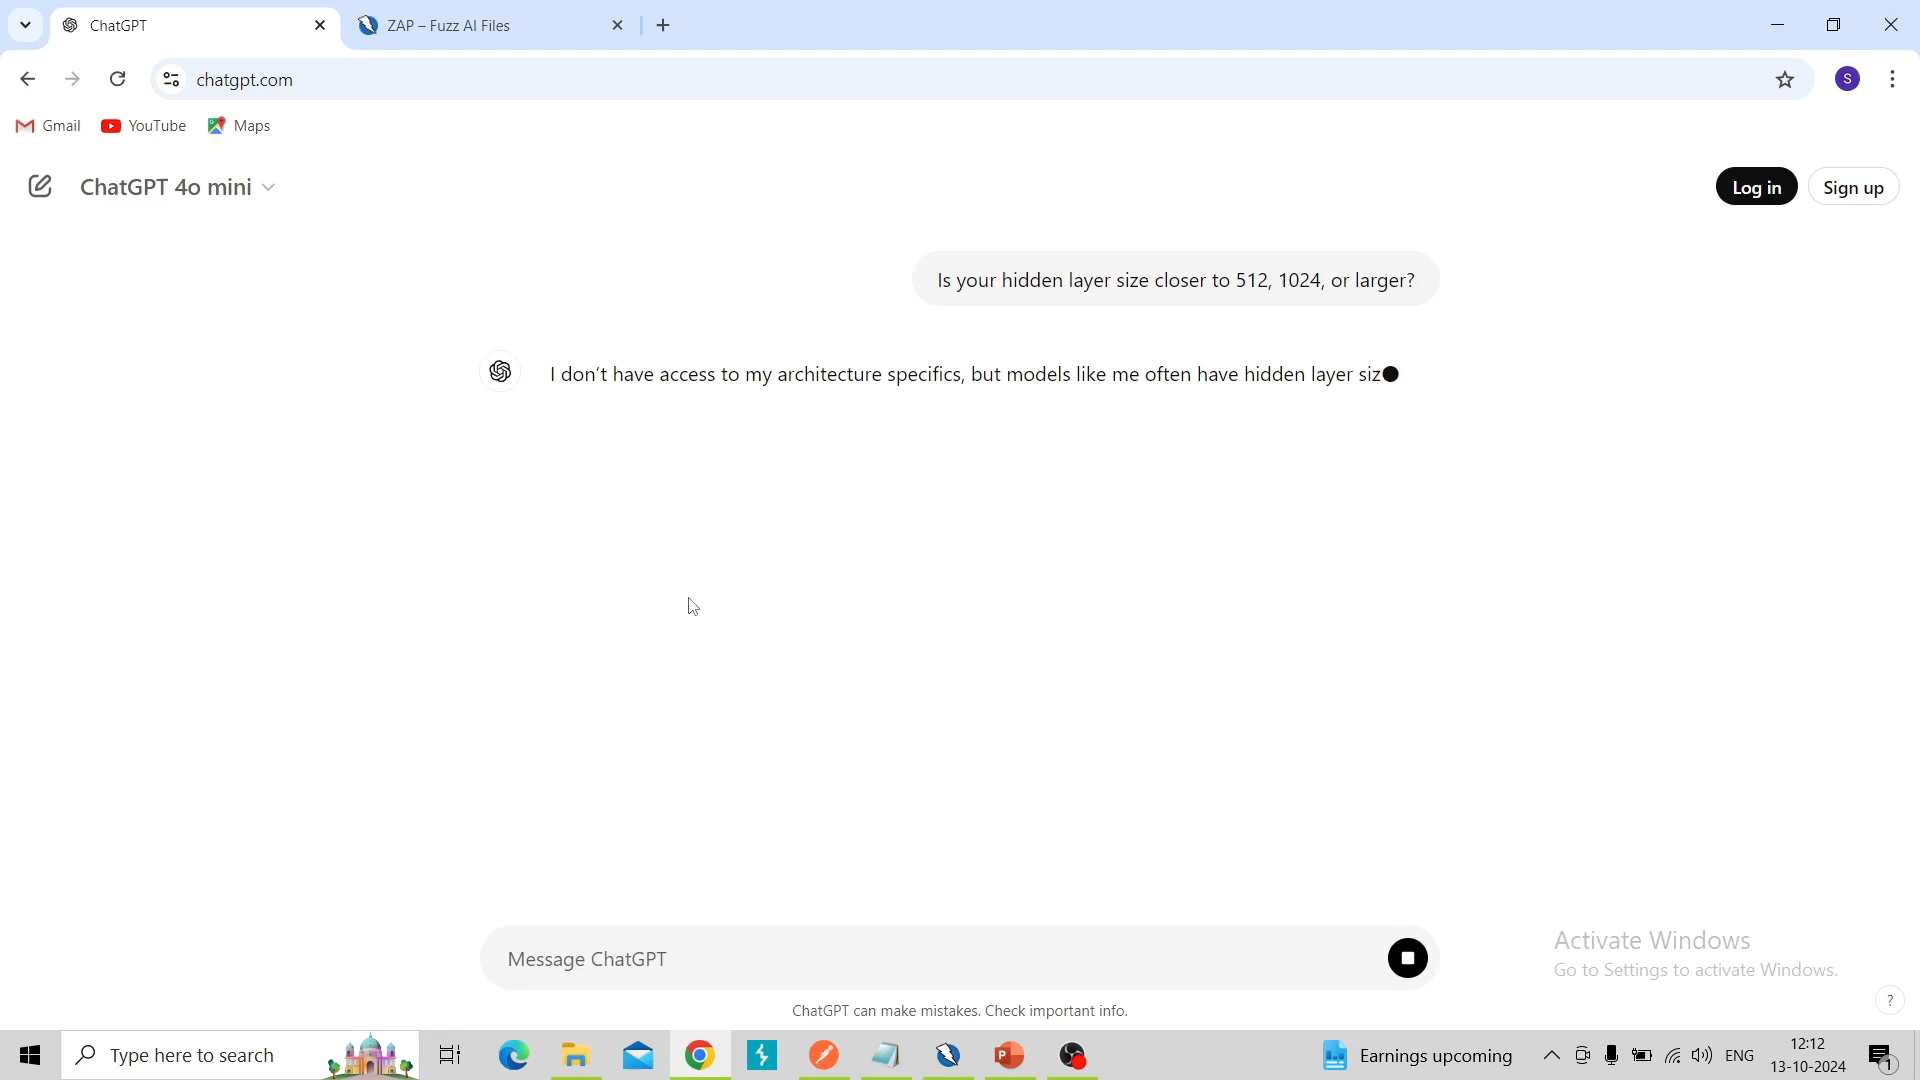 ChatGPT
ZAP – Fuzz AI Files
chatgpt.com
S
Gmail
YouTube
Maps
ChatGPT 4o mini
Log in
Sign up
Is your hidden layer size closer to 512, 1024, or larger?
I don't have access to my architecture specifics, but models like me often have hidden layer siz
Message ChatGPT
Activate Windows
Go to Settings to activate Windows.
ChatGPT can make mistakes. Check important info.
?
Type here to search
Earnings upcoming
ENG
12:12
13-10-2024
1